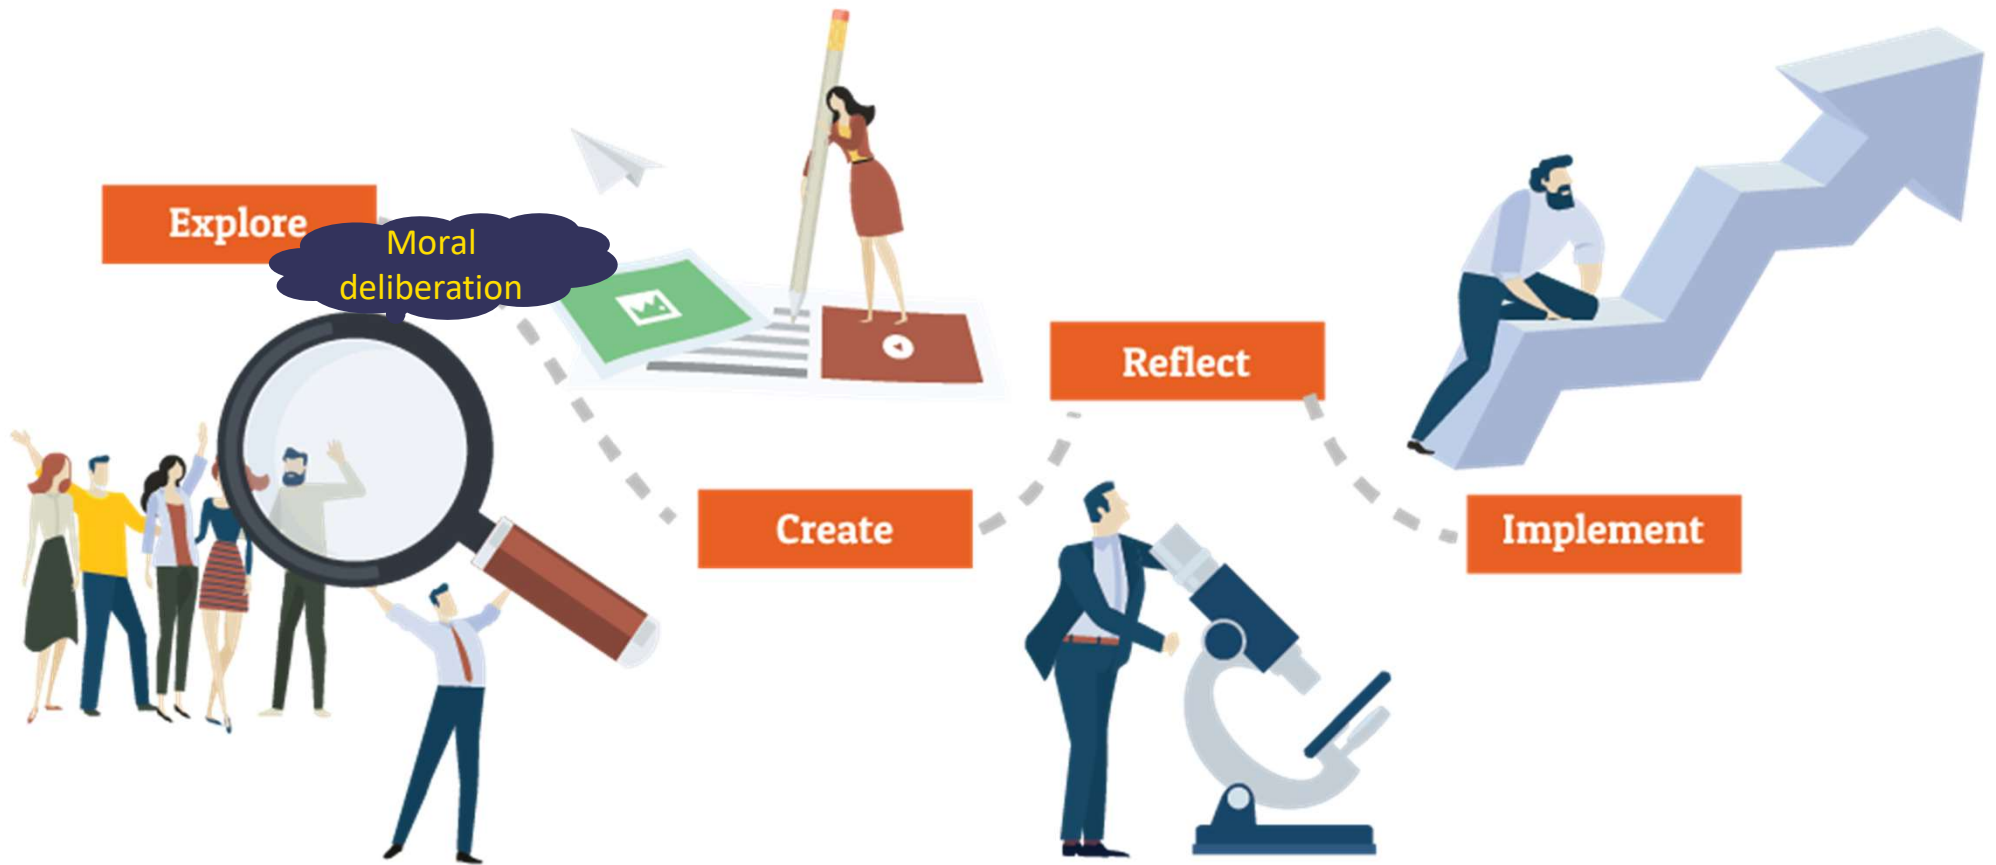 Explore
Moral
deliberation
Create
Reflect
Implement